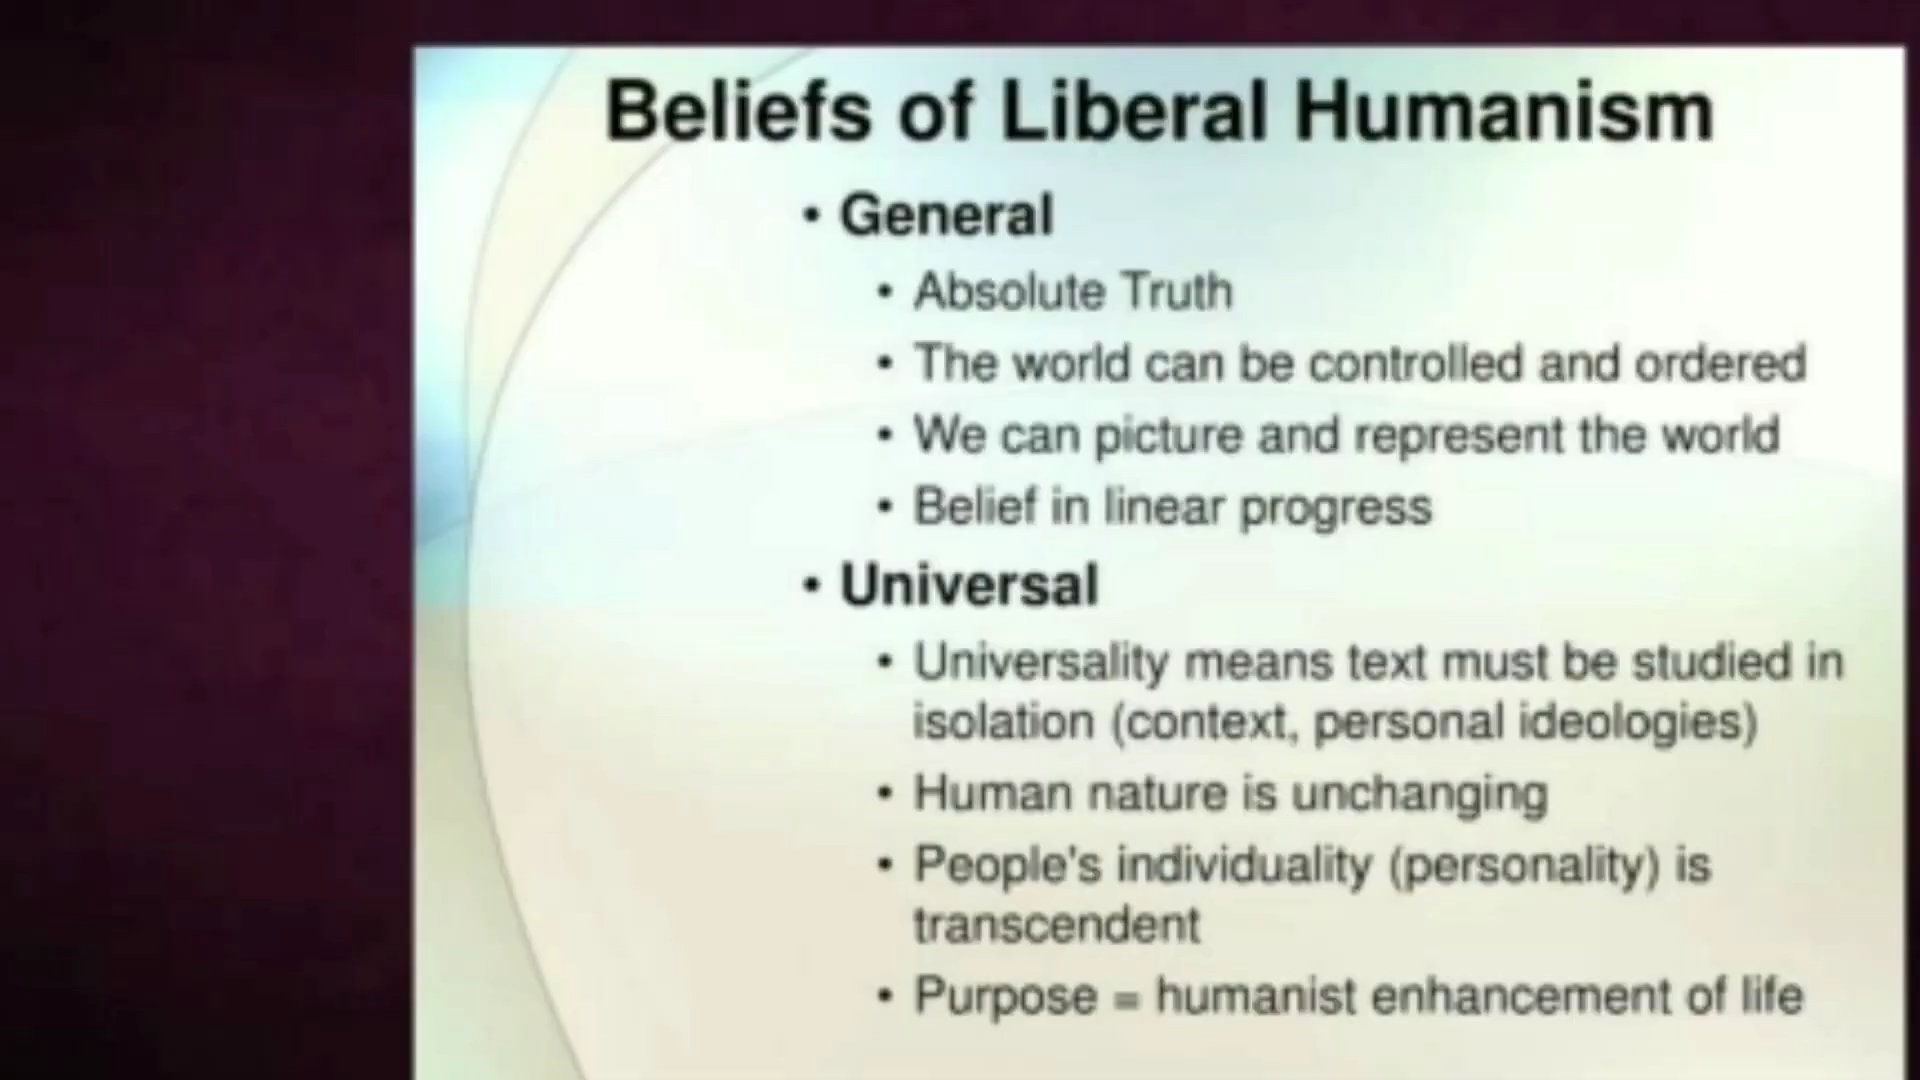 Beliefs of Liberal Humanism
• General
• Absolute Truth
• The world can be controlled and ordered
• We can picture and represent the world
• Belief in linear progress
• Universal
• Universality means text must be studied in
isolation (context, personal ideologies)
• Human nature is unchanging
• People's individuality (personality) is
transcendent
• Purpose = humanist enhancement of life